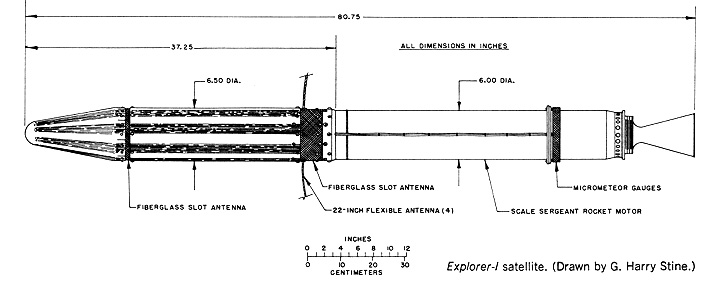 80.75
37.25
ALL DIMENSIONS IN INCHES
6.50 DIA.
6.00 DIA.
FIBERGLASS SLOT ANTENNA
MICROMETEOR GAUGES
FIBERGLASS SLOT ANTENNA
22-INCH FLEXIBLE ANTENNA (4)
SCALE SERGEANT ROCKET MOTOR
INCHES
0 2 4 6 8 10 12
0 10 20 30
CENTIMETERS
Explorer-I satellite. (Drawn by G. Harry Stine.)